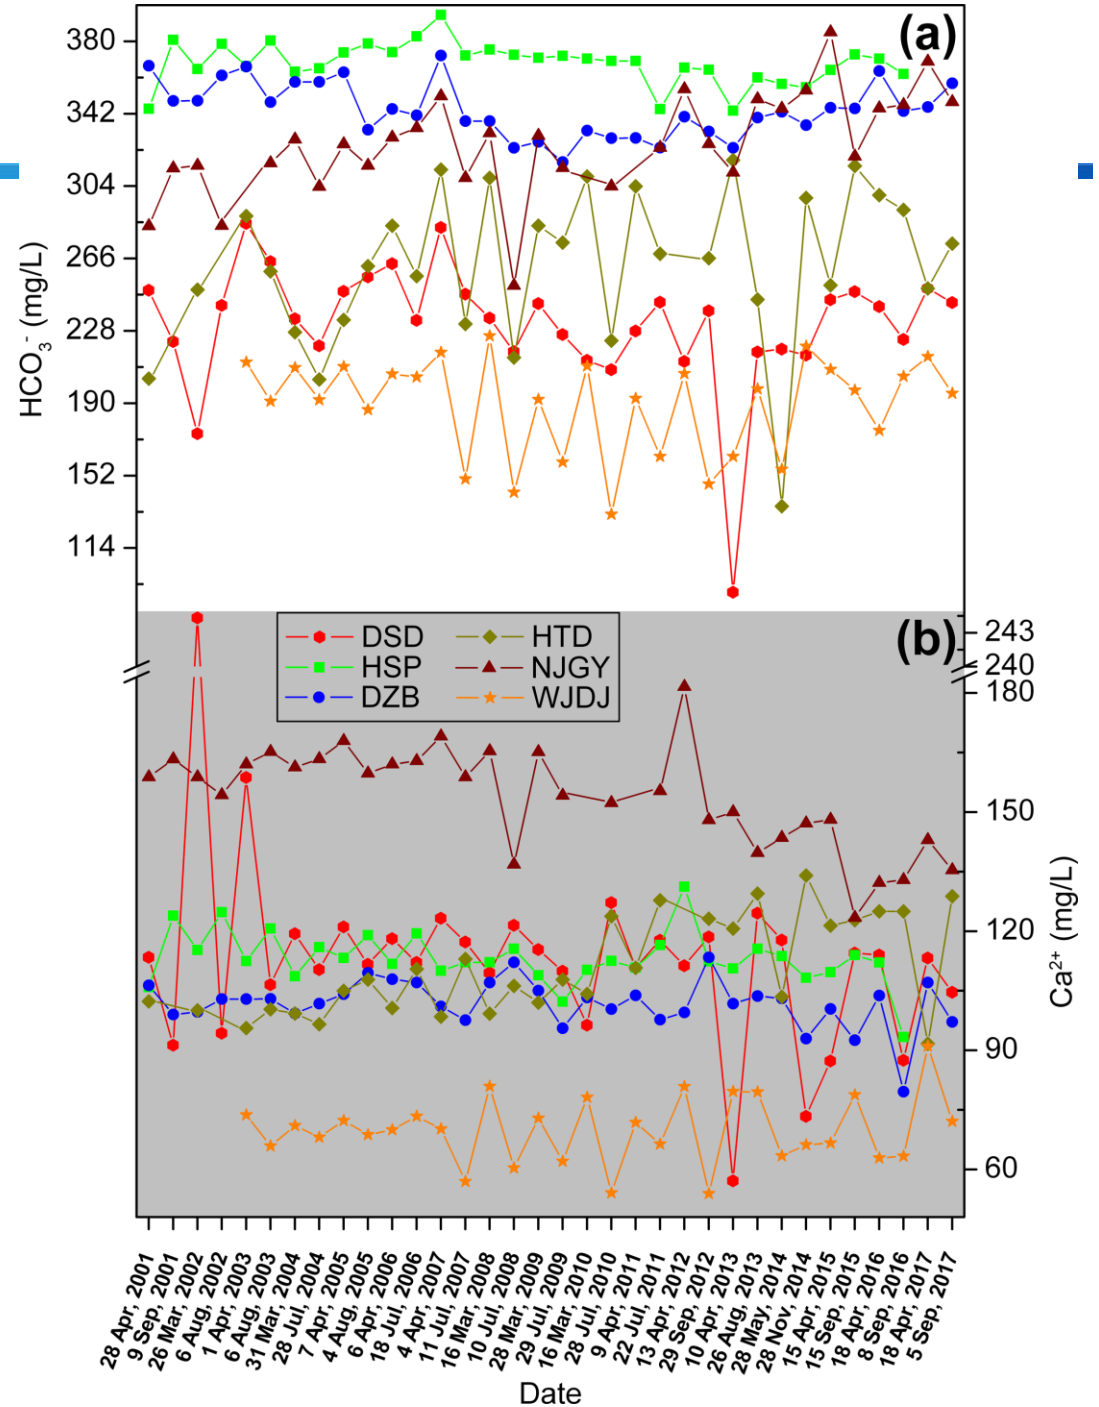 (a)
380
342
304
266
228
190
152
114
HCO₃⁻ (mg/L)
(b)
DSD
HSP
DZB
HTD
NJGY
WJDJ
243
240
180
150
120
90
60
Ca²⁺ (mg/L)
28 Apr, 2001
9 Sep, 2001
26 Mar, 2002
6 Aug, 2002
1 Apr, 2003
6 Aug, 2003
31 Mar, 2004
28 Jul, 2004
7 Apr, 2005
4 Aug, 2005
6 Apr, 2006
18 Jul, 2006
4 Apr, 2007
11 Jul, 2007
16 Mar, 2008
10 Jul, 2008
28 Mar, 2009
29 Jul, 2009
16 Mar, 2010
28 Jul, 2010
9 Apr, 2011
22 Jul, 2011
13 Apr, 2012
29 Sep, 2012
10 Apr, 2013
26 Aug, 2013
28 May, 2014
28 Nov, 2014
15 Apr, 2015
15 Sep, 2015
18 Apr, 2016
8 Sep, 2016
18 Apr, 2017
5 Sep, 2017
Date